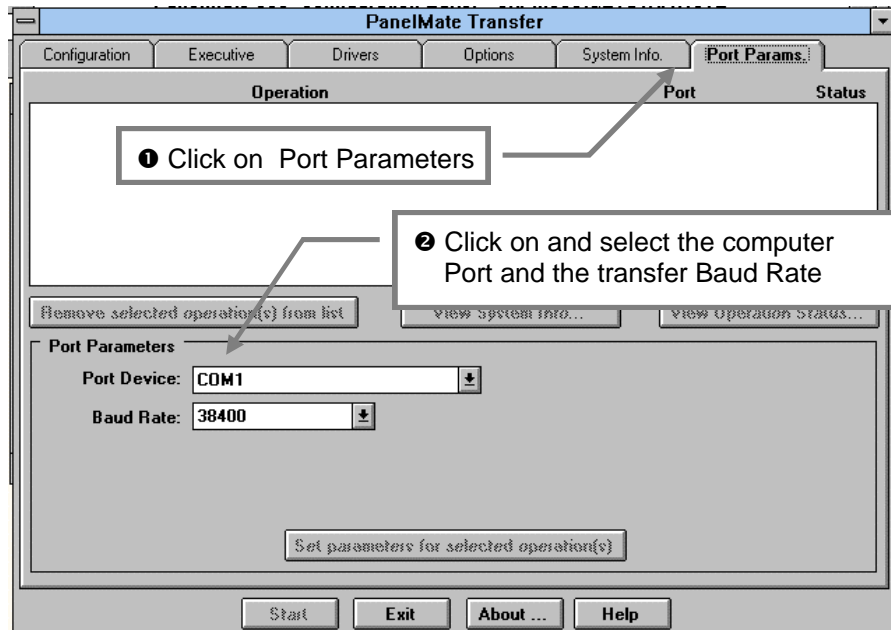 PanelMate Transfer
Configuration Executive Drivers Options System Info. Port Params.
Operation Port Status
❶ Click on Port Parameters
❷ Click on and select the computer
Port and the transfer Baud Rate
Remove selected operation(s) from list View System Info... View Operation Status...
Port Parameters
Port Device: COM1
Baud Rate: 38400
Set parameters for selected operation(s)
Start Exit About ... Help